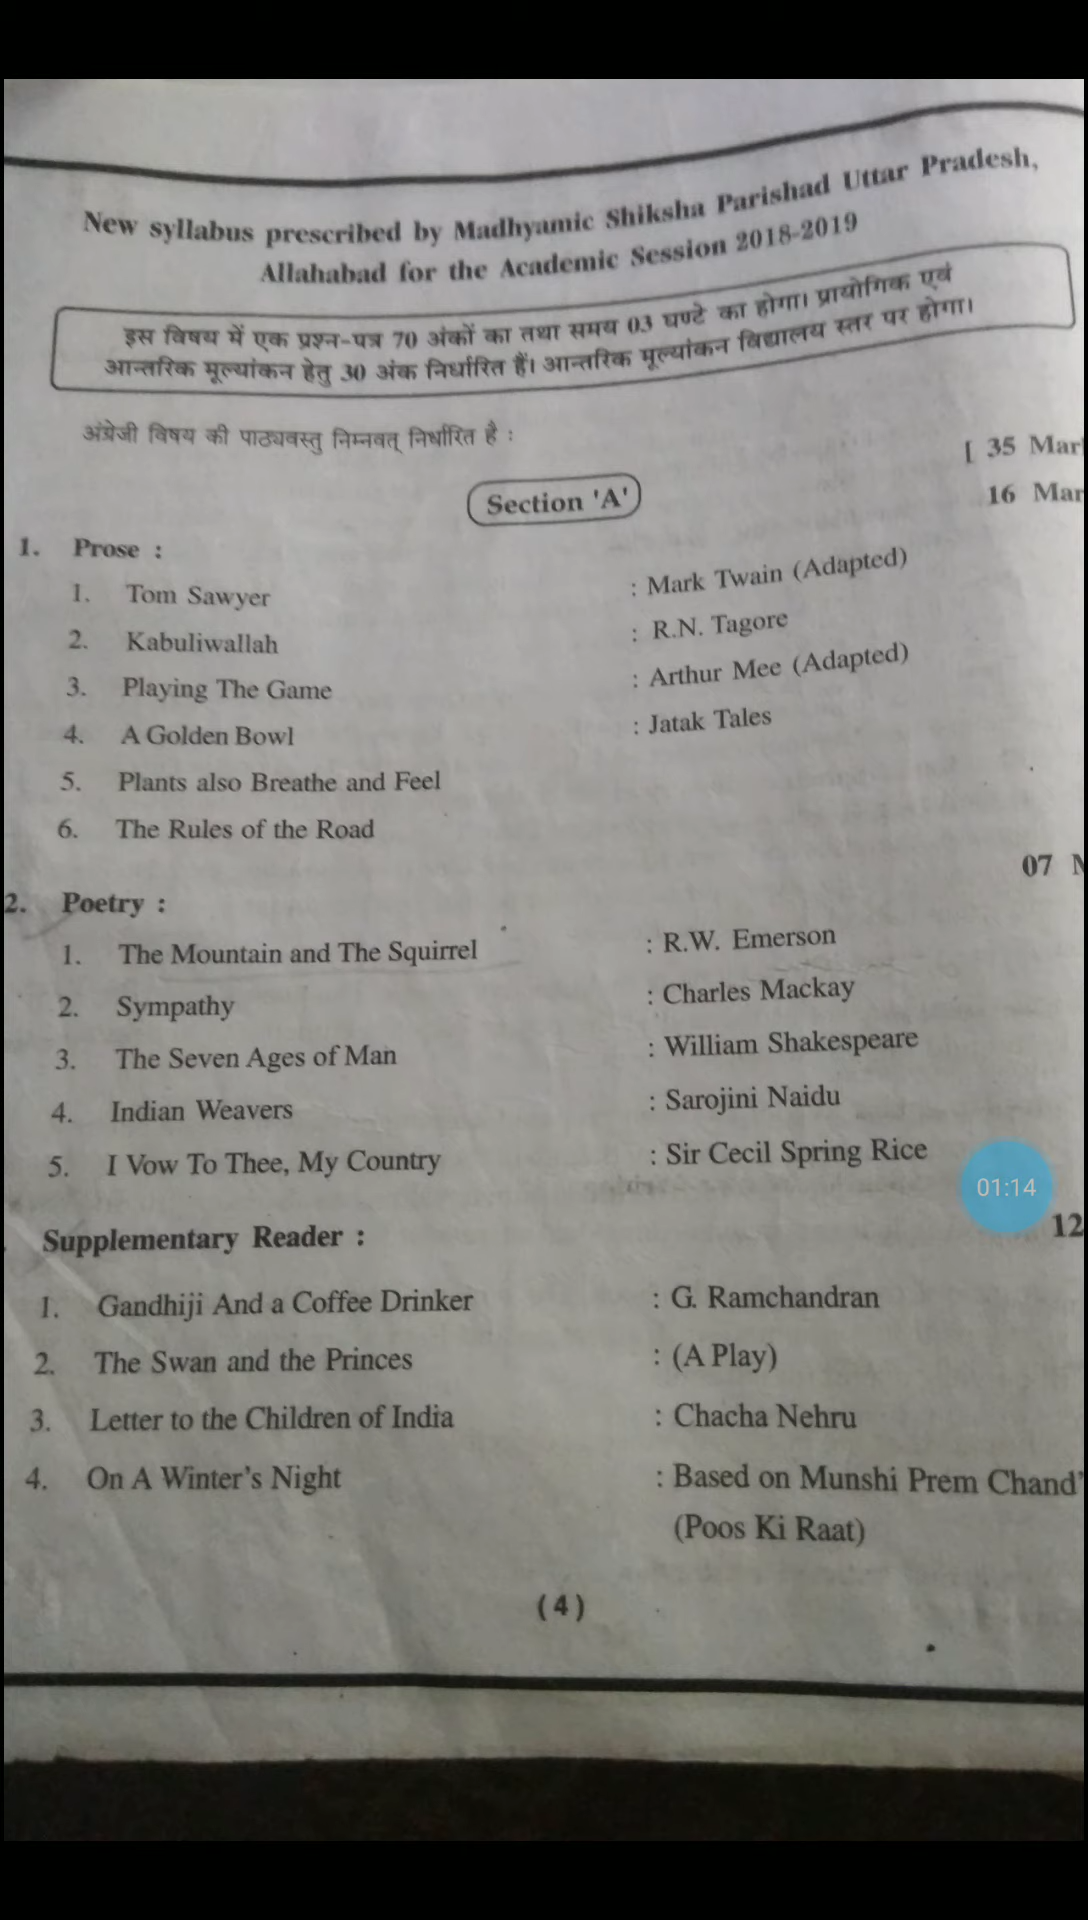 New syllabus prescribed by Madhyamic Shiksha Parishad Uttar Pradesh,
Allahabad for the Academic Session 2018-2019
इस विषय में एक प्रश्न-पत्र 70 अंकों का तथा समय 03 घण्टे का होगा। प्रायोगिक एवं
आन्तरिक मूल्यांकन हेतु 30 अंक निर्धारित हैं। आन्तरिक मूल्यांकन विद्यालय स्तर पर होगा।
अंग्रेजी विषय की पाठ्यवस्तु निम्नवत् निर्धारित है :
[ 35 Mar
Section 'A'
16 Mar
1. Prose :
1. Tom Sawyer : Mark Twain (Adapted)
2. Kabuliwallah : R.N. Tagore
3. Playing The Game : Arthur Mee (Adapted)
4. A Golden Bowl : Jatak Tales
5. Plants also Breathe and Feel
6. The Rules of the Road
07
2. Poetry :
1. The Mountain and The Squirrel : R.W. Emerson
2. Sympathy : Charles Mackay
3. The Seven Ages of Man : William Shakespeare
4. Indian Weavers : Sarojini Naidu
5. I Vow To Thee, My Country : Sir Cecil Spring Rice
01:14
Supplementary Reader : 12
1. Gandhiji And a Coffee Drinker : G. Ramchandran
2. The Swan and the Princes : (A Play)
3. Letter to the Children of India : Chacha Nehru
4. On A Winter's Night : Based on Munshi Prem Chand'
(Poos Ki Raat)
(4)